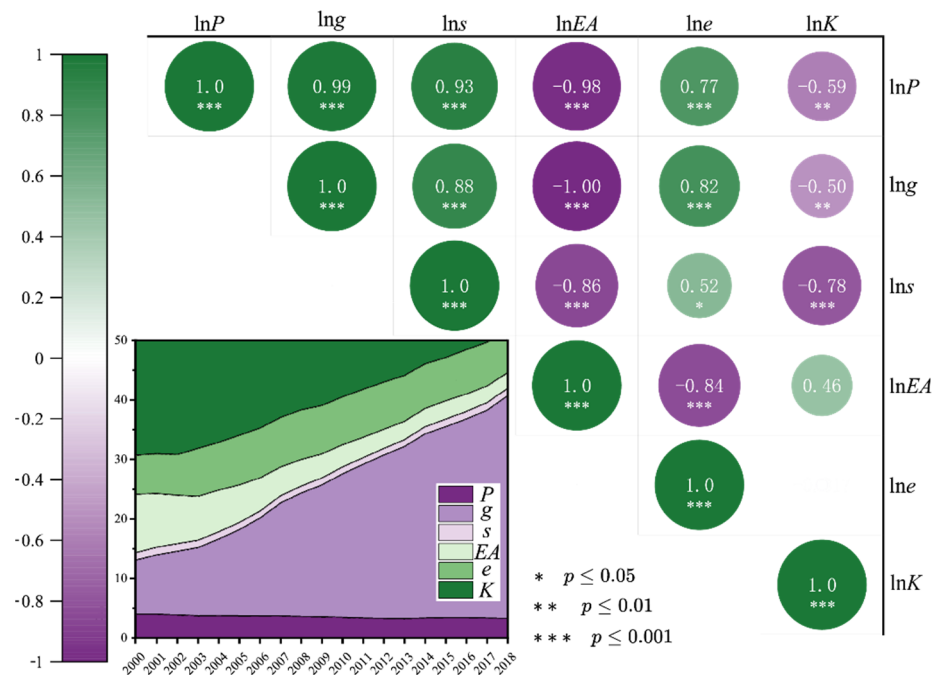 lnP lng lns lnEA lne lnK
1
0.8
0.6
0.4
0.2
0
-0.2
-0.4
-0.6
-0.8
-1
1.0 0.99 0.93 -0.98 0.77 -0.59 lnP
*** *** *** *** *** **
1.0 0.88 -1.00 0.82 -0.50 lng
*** *** *** *** **
1.0 -0.86 0.52 -0.78 lns
*** *** * ***
1.0 -0.84 0.46 lnEA
*** ***
1.0 lne
***
1.0 lnK
***
50
40
30
20
10
0
P
g
s
EA
e
K
2000 2001 2002 2003 2004 2005 2006 2007 2008 2009 2010 2011 2012 2013 2014 2015 2016 2017 2018
* p ≤ 0.05
** p ≤ 0.01
*** p ≤ 0.001